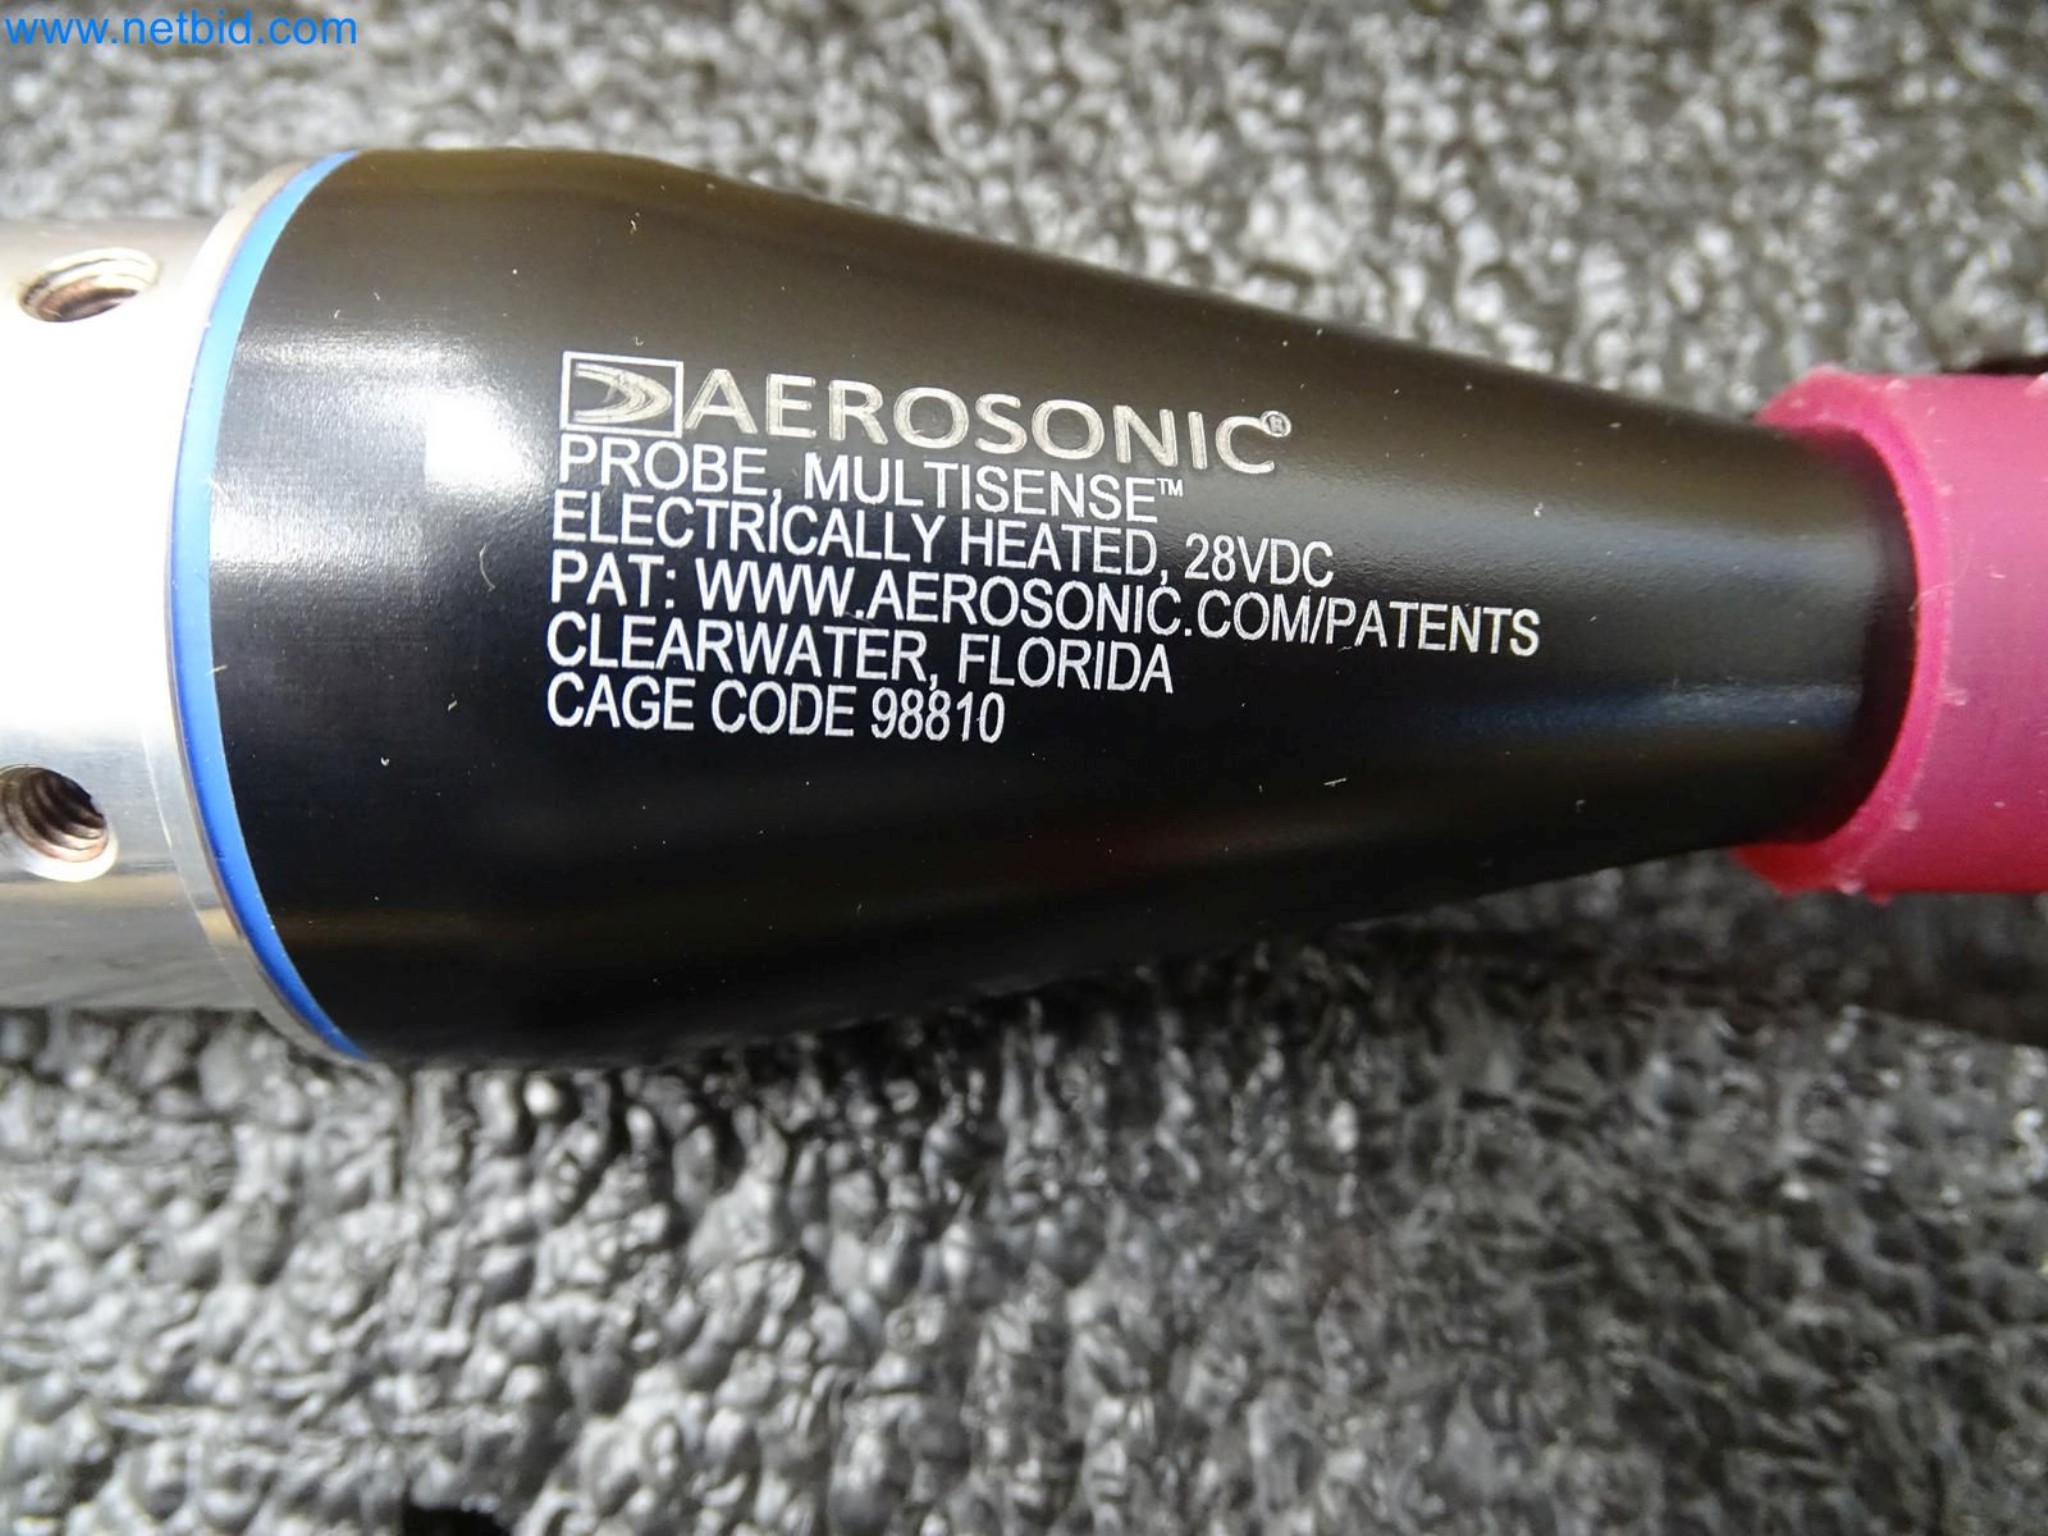 www.netbid.com
AEROSONIC®
PROBE, MULTISENSE™
ELECTRICALLY HEATED, 28VDC
PAT: WWW.AEROSONIC.COM/PATENTS
CLEARWATER, FLORIDA
CAGE CODE 98810